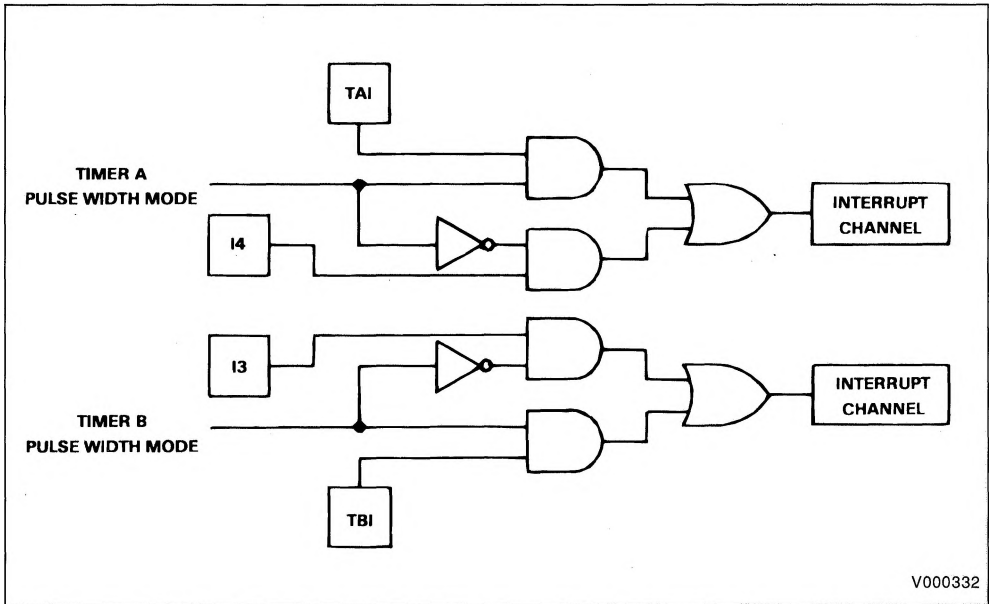 TAI
TIMER A
PULSE WIDTH MODE
I4
INTERRUPT
CHANNEL
I3
TIMER B
PULSE WIDTH MODE
INTERRUPT
CHANNEL
TBI
V000332